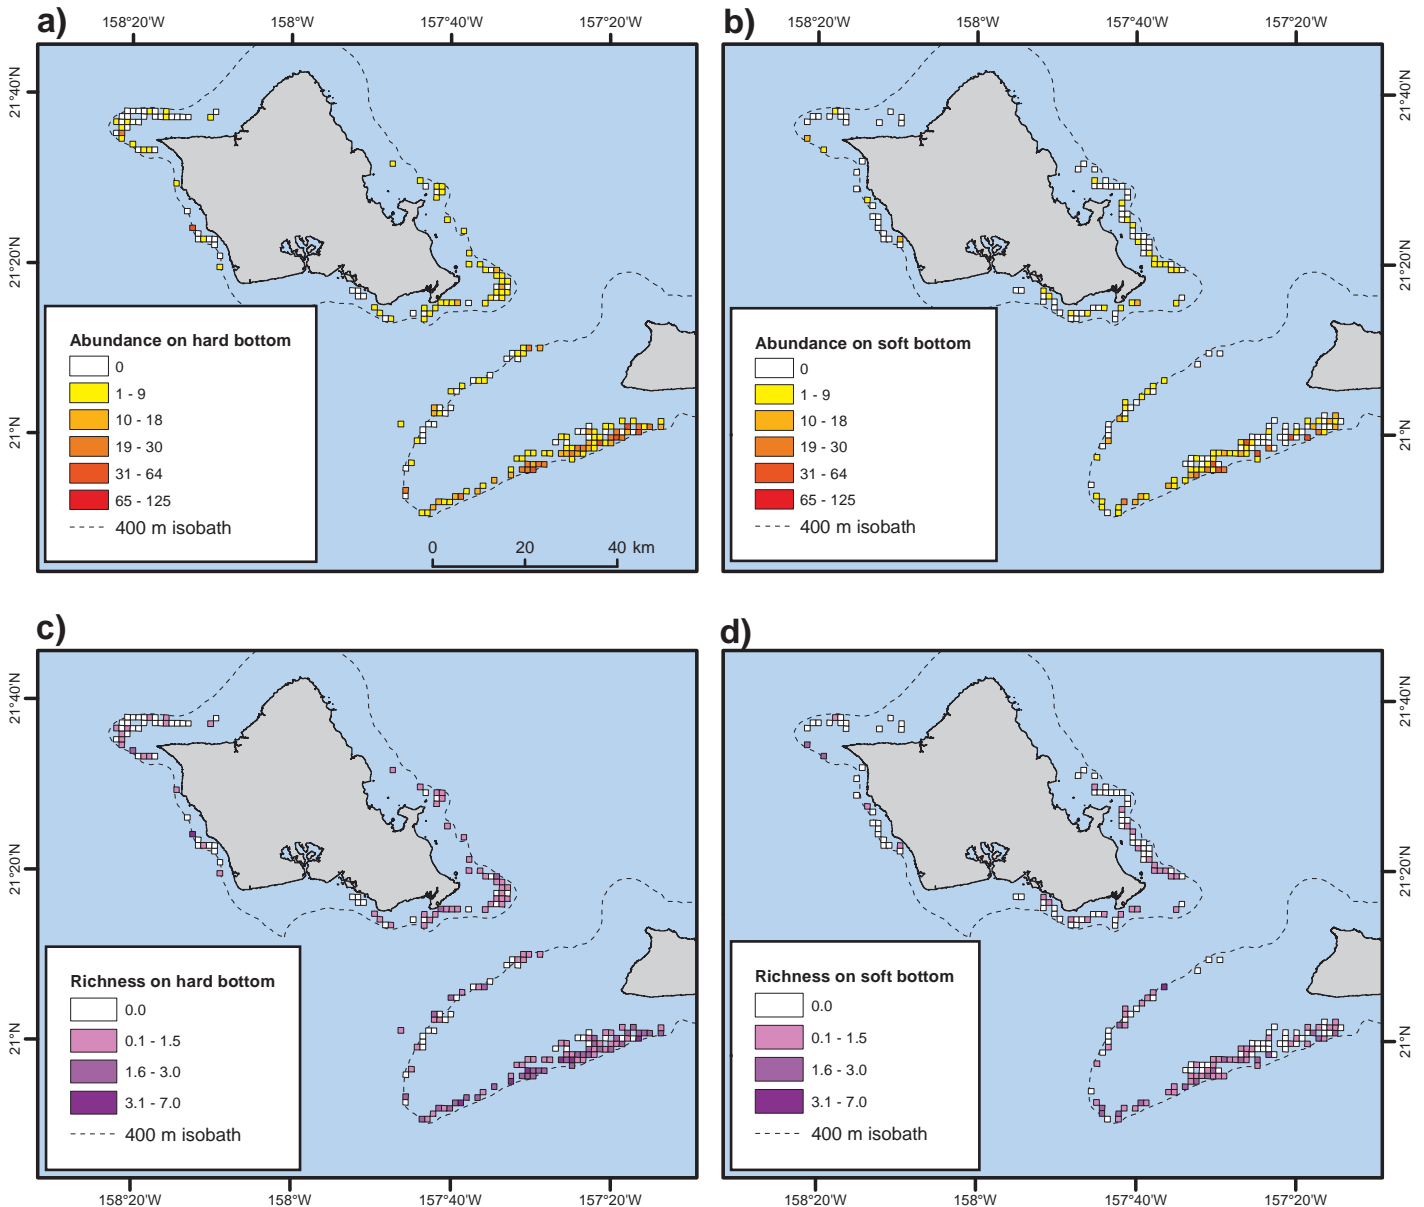 a)
158°20'W 158°0'W 157°40'W 157°20'W
21°40'N
21°20'N
21°N
Abundance on hard bottom
0
1 - 9
10 - 18
19 - 30
31 - 64
65 - 125
400 m isobath
0 20 40 km
b)
158°20'W 158°0'W 157°40'W 157°20'W
21°40'N
21°20'N
21°N
Abundance on soft bottom
0
1 - 9
10 - 18
19 - 30
31 - 64
65 - 125
400 m isobath
c)
21°40'N
21°20'N
21°N
Richness on hard bottom
0.0
0.1 - 1.5
1.6 - 3.0
3.1 - 7.0
400 m isobath
158°20'W 158°0'W 157°40'W 157°20'W
d)
21°40'N
21°20'N
21°N
Richness on soft bottom
0.0
0.1 - 1.5
1.6 - 3.0
3.1 - 7.0
400 m isobath
158°20'W 158°0'W 157°40'W 157°20'W